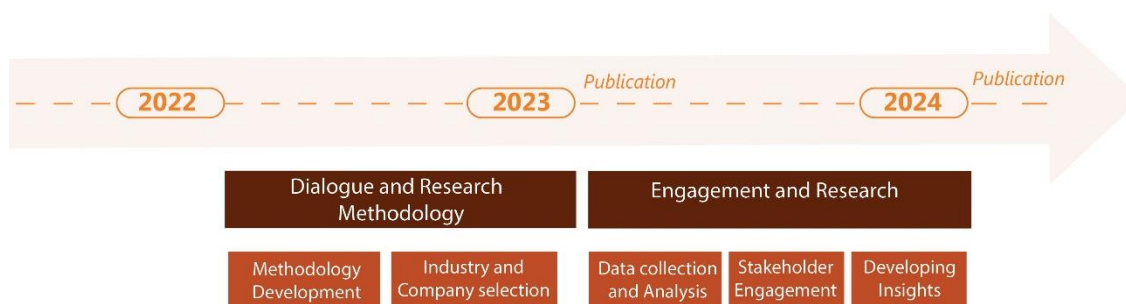 2022
2023
Publication
2024
Publication
Dialogue and Research
Methodology
Engagement and Research
Methodology
Development
Industry and
Company selection
Data collection
and Analysis
Stakeholder
Engagement
Developing
Insights